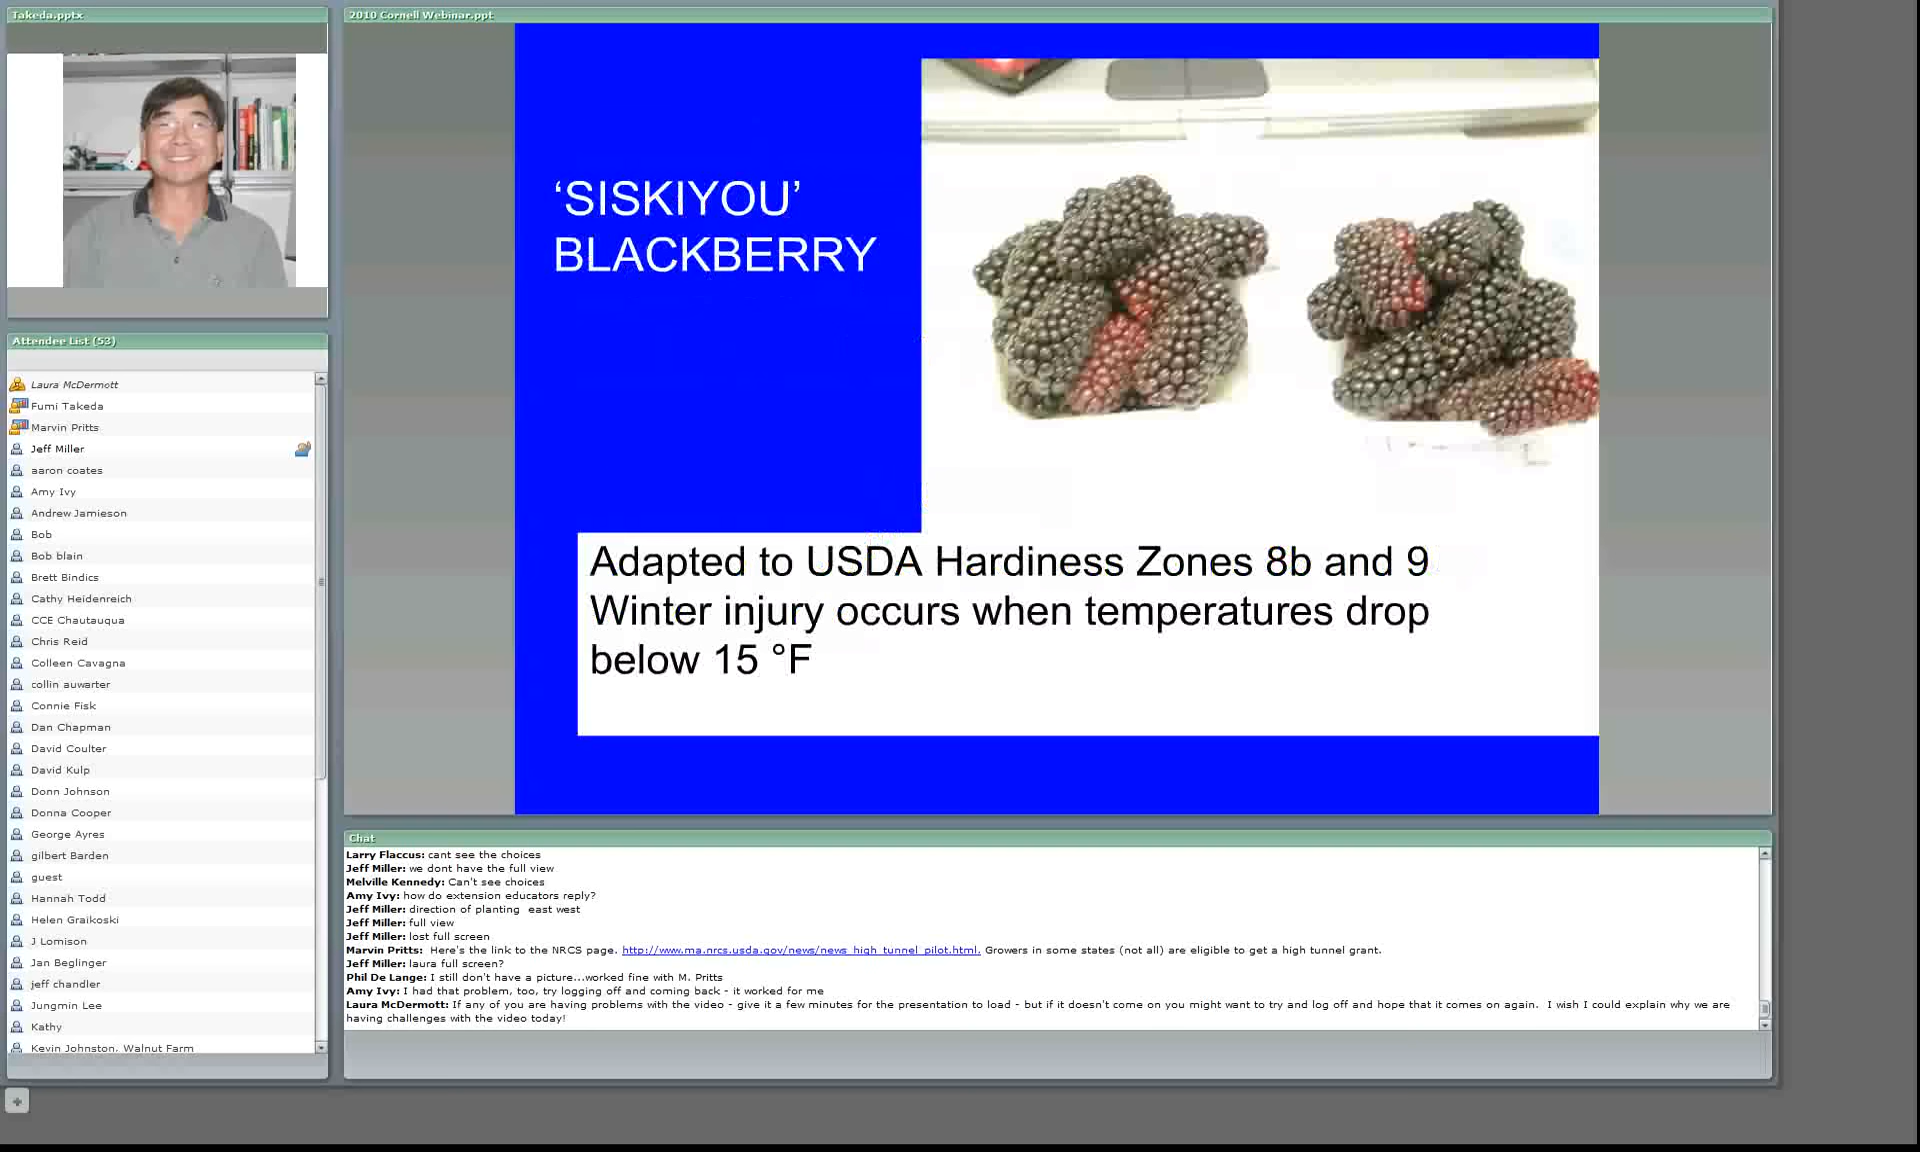 Takeda.pptx
2010 Cornell Webinar.ppt
‘SISKIYOU’
BLACKBERRY
Adapted to USDA Hardiness Zones 8b and 9
Winter injury occurs when temperatures drop
below 15 °F
Attendee List (53)
Laura McDermott
Fumi Takeda
Marvin Pritts
Jeff Miller
aaron coates
Amy Ivy
Andrew Jamieson
Bob
Bob blain
Brett Bindics
Cathy Heidenreich
CCE Chautauqua
Chris Reid
Colleen Cavagna
collin auwarter
Connie Fisk
Dan Chapman
David Coulter
David Kulp
Donn Johnson
Donna Cooper
George Ayres
gilbert Barden
guest
Hannah Todd
Helen Graikoski
J Lomison
Jan Beglinger
jeff chandler
Jungmin Lee
Kathy
Kevin Johnston, Walnut Farm
Chat
Larry Flaccus: cant see the choices
Jeff Miller: we dont have the full view
Melville Kennedy: Can't see choices
Amy Ivy: how do extension educators reply?
Jeff Miller: direction of planting east west
Jeff Miller: full view
Jeff Miller: lost full screen
Marvin Pritts: Here's the link to the NRCS page. http://www.ma.nrcs.usda.gov/news/news_high_tunnel_pilot.html. Growers in some states (not all) are eligible to get a high tunnel grant.
Jeff Miller: laura full screen?
Phil De Lange: I still don't have a picture...worked fine with M. Pritts
Amy Ivy: I had that problem, too, try logging off and coming back - it worked for me
Laura McDermott: If any of you are having problems with the video - give it a few minutes for the presentation to load - but if it doesn't come on you might want to try and log off and hope that it comes on again. I wish I could explain why we are
having challenges with the video today!